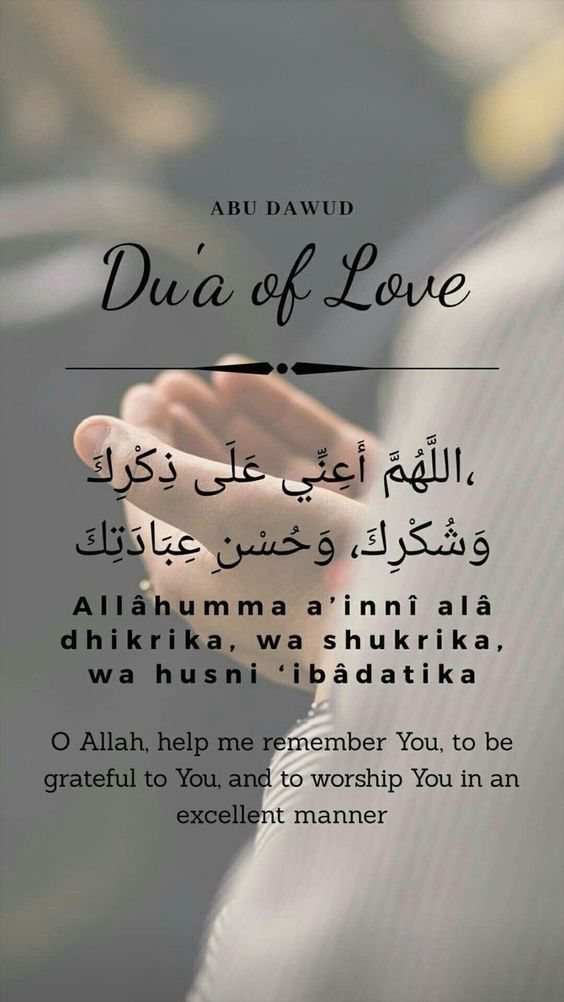 ABU DAWUD
Du'a of Love
اللَّهُمَّ أَعِنِّي عَلَى ذِكْرِكَ،
وَشُكْرِكَ، وَحُسْنِ عِبَادَتِكَ
Allâhumma a’innî alâ
dhikrika, wa shukrika,
wa husni ‘ibâdatika
O Allah, help me remember You, to be
grateful to You, and to worship You in an
excellent manner